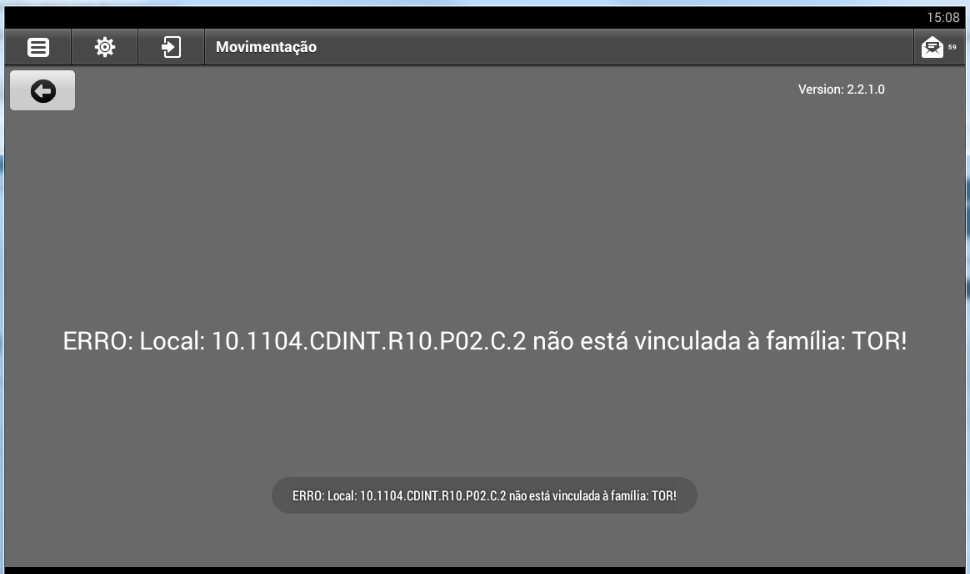 15:08
Movimentação
59
Version: 2.2.1.0
ERRO: Local: 10.1104.CDINT.R10.P02.C.2 não está vinculada à família: TOR!
ERRO: Local: 10.1104.CDINT.R10.P02.C.2 não está vinculada à família: TOR!